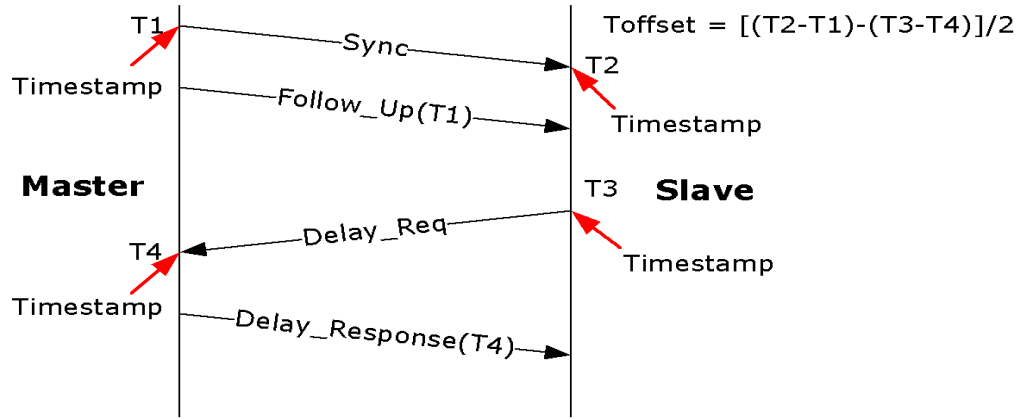 T1
Toffset = [(T2-T1)-(T3-T4)]/2
Sync
T2
Timestamp
Follow_Up(T1)
Timestamp
Master
T3
Slave
Delay_Req
T4
Timestamp
Timestamp
Delay_Response(T4)